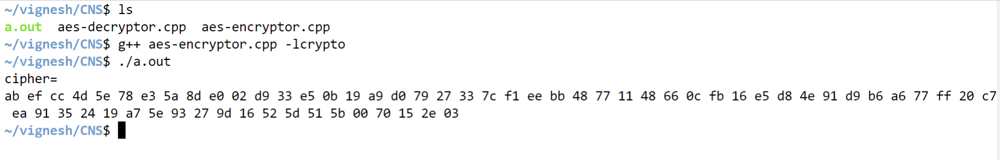 ~/vignesh/CNS$ ls
a.out  aes-decryptor.cpp  aes-encryptor.cpp
~/vignesh/CNS$ g++ aes-encryptor.cpp -lcrypto
~/vignesh/CNS$ ./a.out
cipher=
ab ef cc 4d 5e 78 e3 5a 8d e0 02 d9 33 e5 0b 19 a9 d0 79 27 33 7c f1 ee bb 48 77 11 48 66 0c fb 16 e5 d8 4e 91 d9 b6 a6 77 ff 20 c7
 ea 91 35 24 19 a7 5e 93 27 9d 16 52 5d 51 5b 00 70 15 2e 03
~/vignesh/CNS$